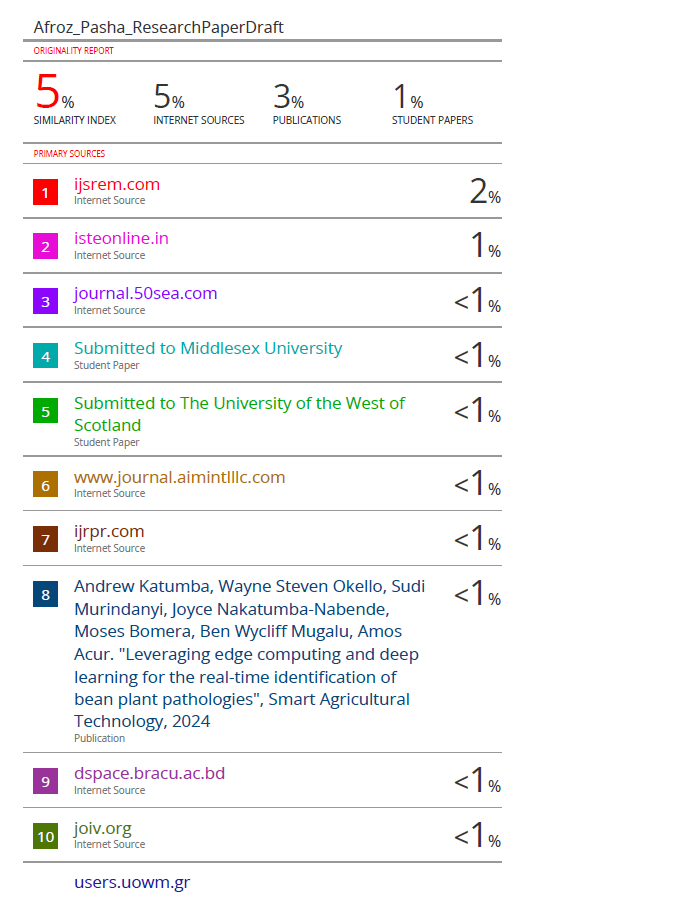 Afroz_Pasha_ResearchPaperDraft
ORIGINALITY REPORT
5% 5% 3% 1%
SIMILARITY INDEX INTERNET SOURCES PUBLICATIONS STUDENT PAPERS
PRIMARY SOURCES
1 ijsrem.com 2%
Internet Source
2 isteonline.in 1%
Internet Source
3 journal.50sea.com <1%
Internet Source
4 Submitted to Middlesex University <1%
Student Paper
5 Submitted to The University of the West of <1%
Scotland
Student Paper
6 www.journal.aimintlllc.com <1%
Internet Source
7 ijrpr.com <1%
Internet Source
8 Andrew Katumba, Wayne Steven Okello, Sudi <1%
Murindanyi, Joyce Nakatumba-Nabende,
Moses Bomera, Ben Wycliff Mugalu, Amos
Acur. "Leveraging edge computing and deep
learning for the real-time identification of
bean plant pathologies", Smart Agricultural
Technology, 2024
Publication
9 dspace.bracu.ac.bd <1%
Internet Source
10 joiv.org <1%
Internet Source
users.uowm.gr